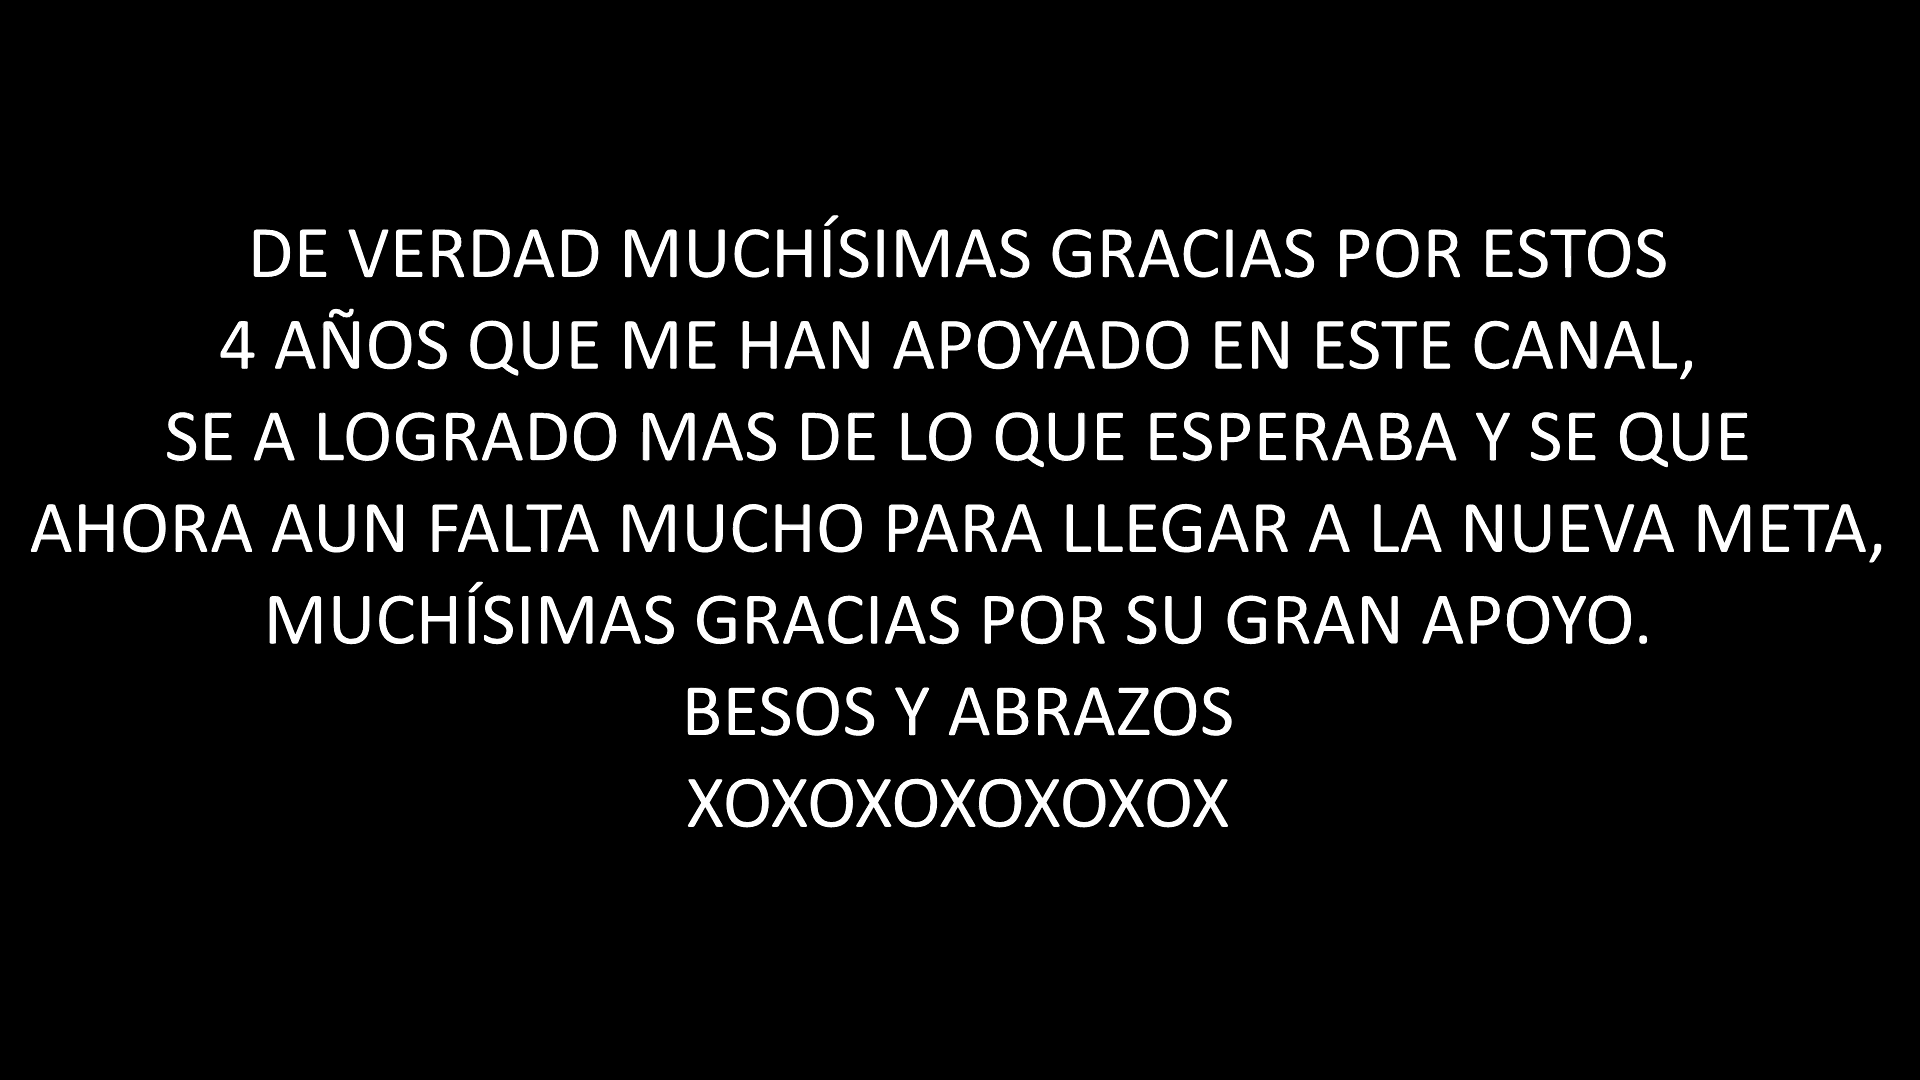 DE VERDAD MUCHÍSIMAS GRACIAS POR ESTOS
4 AÑOS QUE ME HAN APOYADO EN ESTE CANAL,
SE A LOGRADO MAS DE LO QUE ESPERABA Y SE QUE
AHORA AUN FALTA MUCHO PARA LLEGAR A LA NUEVA META,
MUCHÍSIMAS GRACIAS POR SU GRAN APOYO.
BESOS Y ABRAZOS
XOXOXOXOXOXOX